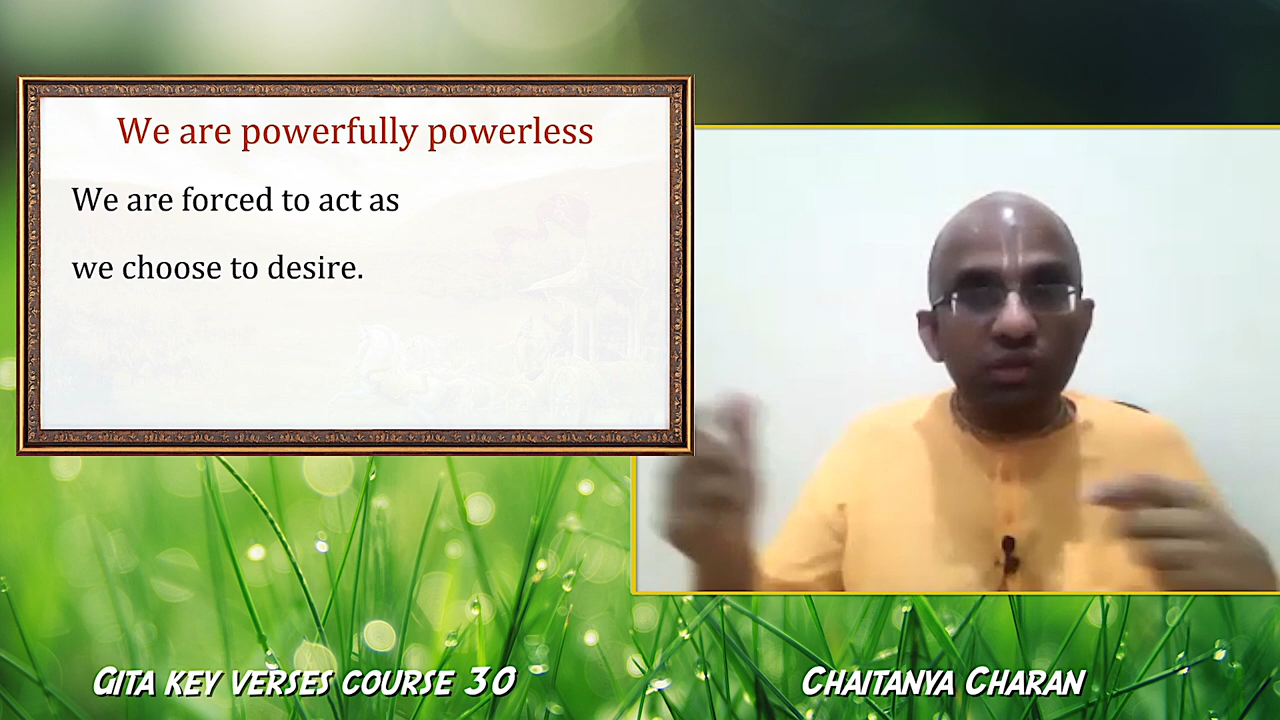 We are powerfully powerless
We are forced to act as
we choose to desire.
GITA KEY VERSES COURSE 30
CHAITANYA CHARAN